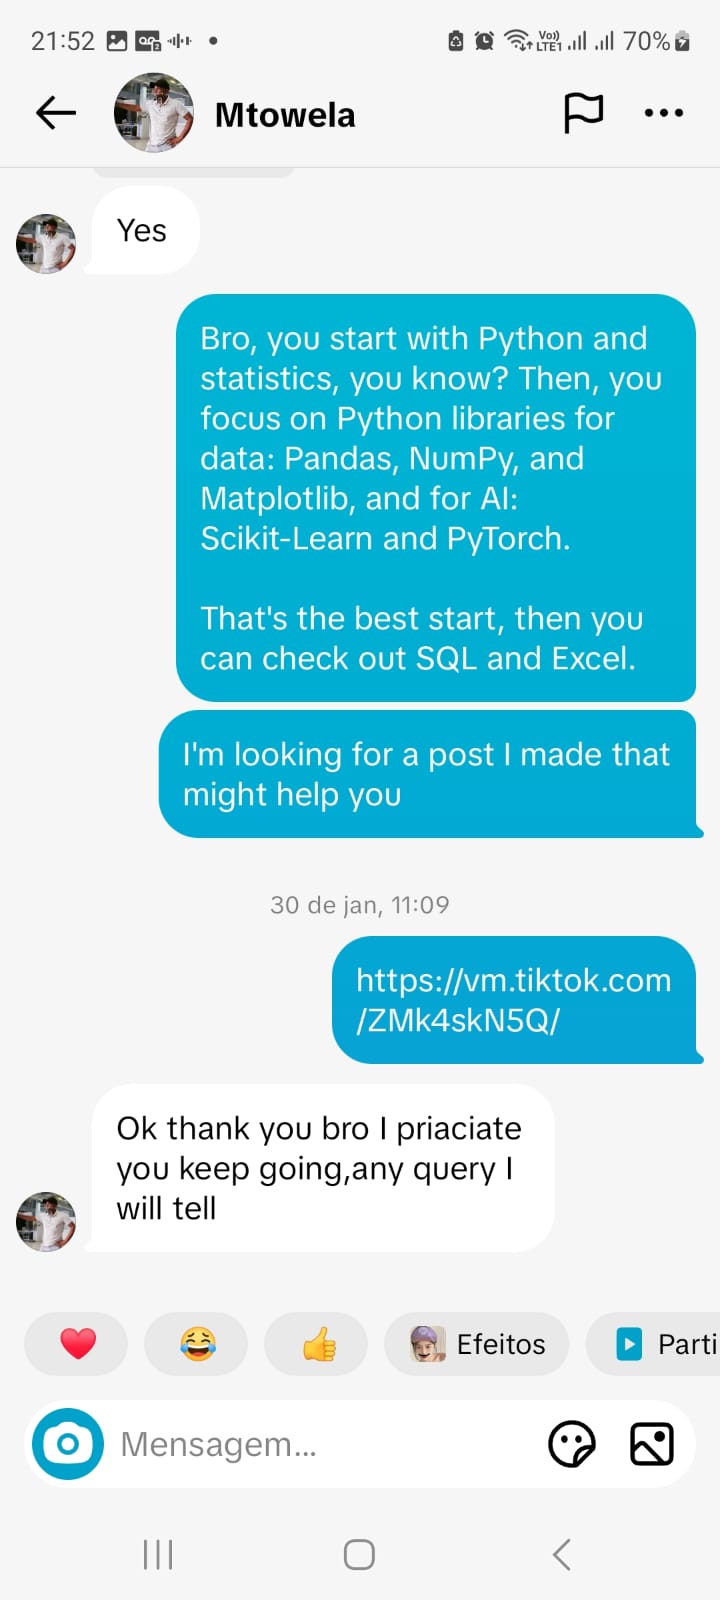 21:52
Vo))
LTE1
70%
Mtowela
Yes
Bro, you start with Python and
statistics, you know? Then, you
focus on Python libraries for
data: Pandas, NumPy, and
Matplotlib, and for AI:
Scikit-Learn and PyTorch.
That's the best start, then you
can check out SQL and Excel.
I'm looking for a post I made that
might help you
30 de jan, 11:09
https://vm.tiktok.com
/ZMk4skN5Q/
Ok thank you bro I priaciate
you keep going,any query I
will tell
Efeitos
Parti
Mensagem...